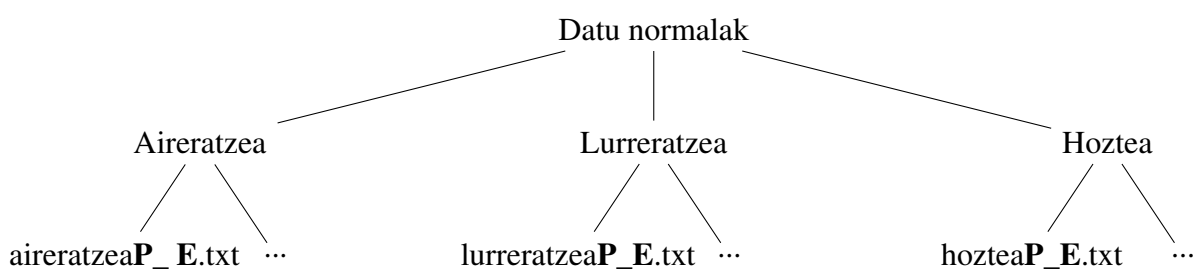 Datu normalak
Aireratzea Lurreratzea Hoztea
aireratzeaP_ E.txt ... lurreratzeaP_E.txt ... hozteaP_E.txt ...